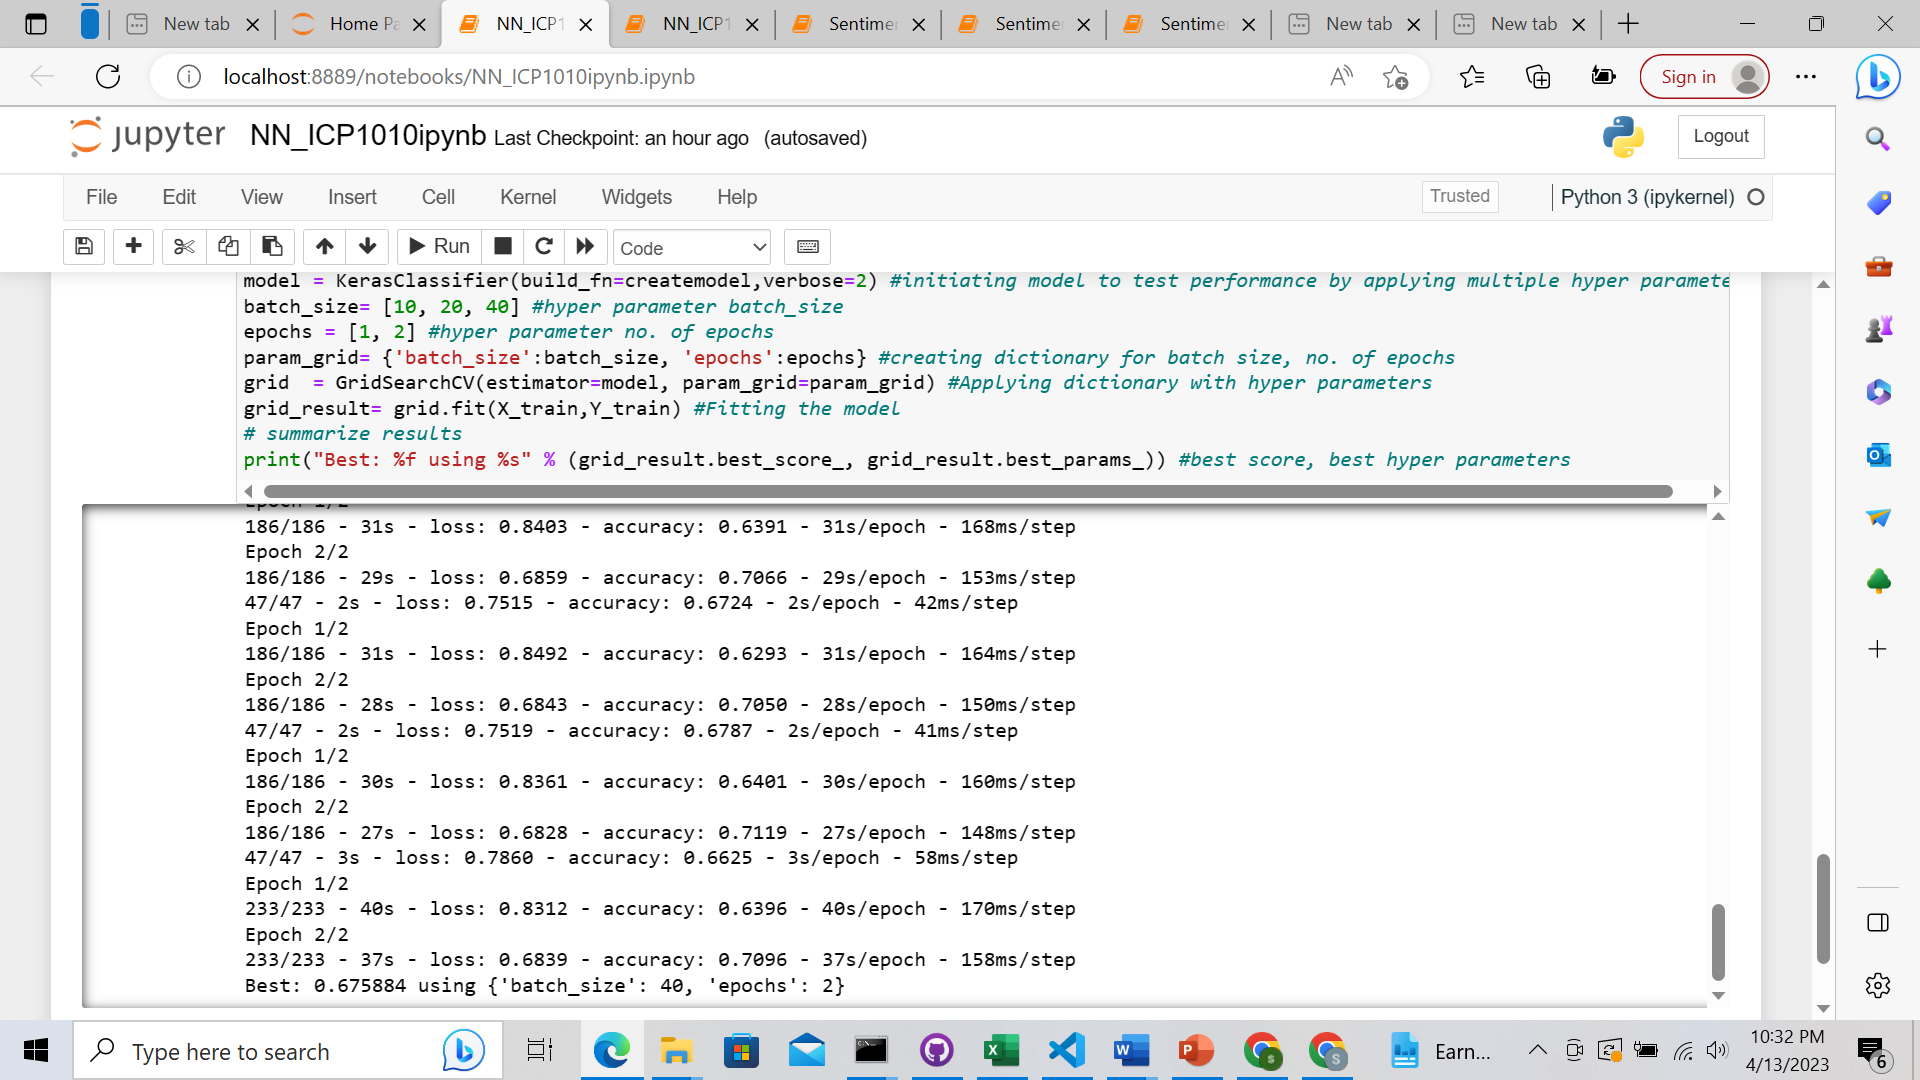 New tab
Home Pa
NN_ICP1
NN_ICP1
Sentimen
Sentimen
Sentimen
New tab
New tab
localhost:8889/notebooks/NN_ICP1010ipynb.ipynb
Sign in
jupyter NN_ICP1010ipynb Last Checkpoint: an hour ago (autosaved)
Logout
File Edit View Insert Cell Kernel Widgets Help
Trusted
Python 3 (ipykernel)
Run
Code
model = KerasClassifier(build_fn=createmodel,verbose=2) #initiating model to test performance by applying multiple hyper paramete
batch_size= [10, 20, 40] #hyper parameter batch_size
epochs = [1, 2] #hyper parameter no. of epochs
param_grid= {'batch_size':batch_size, 'epochs':epochs} #creating dictionary for batch size, no. of epochs
grid  = GridSearchCV(estimator=model, param_grid=param_grid) #Applying dictionary with hyper parameters
grid_result= grid.fit(X_train,Y_train) #Fitting the model
# summarize results
print("Best: %f using %s" % (grid_result.best_score_, grid_result.best_params_)) #best score, best hyper parameters
Epoch 1/2
186/186 - 31s - loss: 0.8403 - accuracy: 0.6391 - 31s/epoch - 168ms/step
Epoch 2/2
186/186 - 29s - loss: 0.6859 - accuracy: 0.7066 - 29s/epoch - 153ms/step
47/47 - 2s - loss: 0.7515 - accuracy: 0.6724 - 2s/epoch - 42ms/step
Epoch 1/2
186/186 - 31s - loss: 0.8492 - accuracy: 0.6293 - 31s/epoch - 164ms/step
Epoch 2/2
186/186 - 28s - loss: 0.6843 - accuracy: 0.7050 - 28s/epoch - 150ms/step
47/47 - 2s - loss: 0.7519 - accuracy: 0.6787 - 2s/epoch - 41ms/step
Epoch 1/2
186/186 - 30s - loss: 0.8361 - accuracy: 0.6401 - 30s/epoch - 160ms/step
Epoch 2/2
186/186 - 27s - loss: 0.6828 - accuracy: 0.7119 - 27s/epoch - 148ms/step
47/47 - 3s - loss: 0.7860 - accuracy: 0.6625 - 3s/epoch - 58ms/step
Epoch 1/2
233/233 - 40s - loss: 0.8312 - accuracy: 0.6396 - 40s/epoch - 170ms/step
Epoch 2/2
233/233 - 37s - loss: 0.6839 - accuracy: 0.7096 - 37s/epoch - 158ms/step
Best: 0.675884 using {'batch_size': 40, 'epochs': 2}
Type here to search
Earn...
10:32 PM
4/13/2023
6